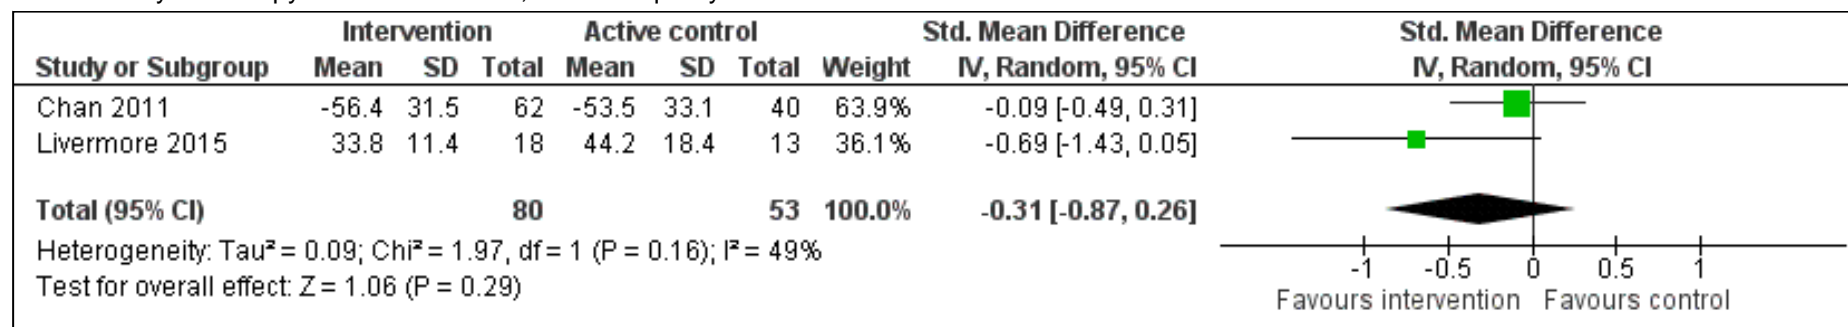 Intervention Active control Std. Mean Difference Std. Mean Difference
Study or Subgroup Mean SD Total Mean SD Total Weight IV, Random, 95% CI IV, Random, 95% CI
Chan 2011 -56.4 31.5 62 -53.5 33.1 40 63.9% -0.09 [-0.49, 0.31]
Livermore 2015 33.8 11.4 18 44.2 18.4 13 36.1% -0.69 [-1.43, 0.05]
Total (95% CI) 80 53 100.0% -0.31 [-0.87, 0.26]
Heterogeneity: Tau² = 0.09; Chi² = 1.97, df = 1 (P = 0.16); I² = 49%
Test for overall effect: Z = 1.06 (P = 0.29)
-1 -0.5 0 0.5 1
Favours intervention Favours control